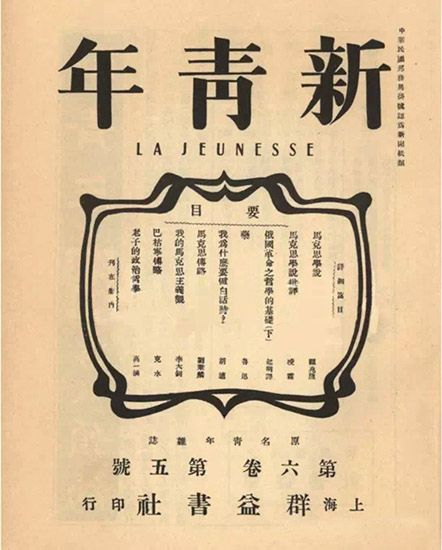 中華民國郵務局掛號認爲新聞紙類
新靑年
LA JEUNESSE
要目
馬克思學說 顧兆熊
馬克思學說批評 凌霜
俄國革命之哲學的基礎(下) 起明譯
藥 魯迅
我爲什麼要做白話詩? 胡適
馬克思傳略 劉秉麟
我的馬克思主義觀 李大釗
巴枯寧傳略 克水
老子的政治哲學 高一涵
原名靑年雜誌
第六卷第五號
上海群益書社印行